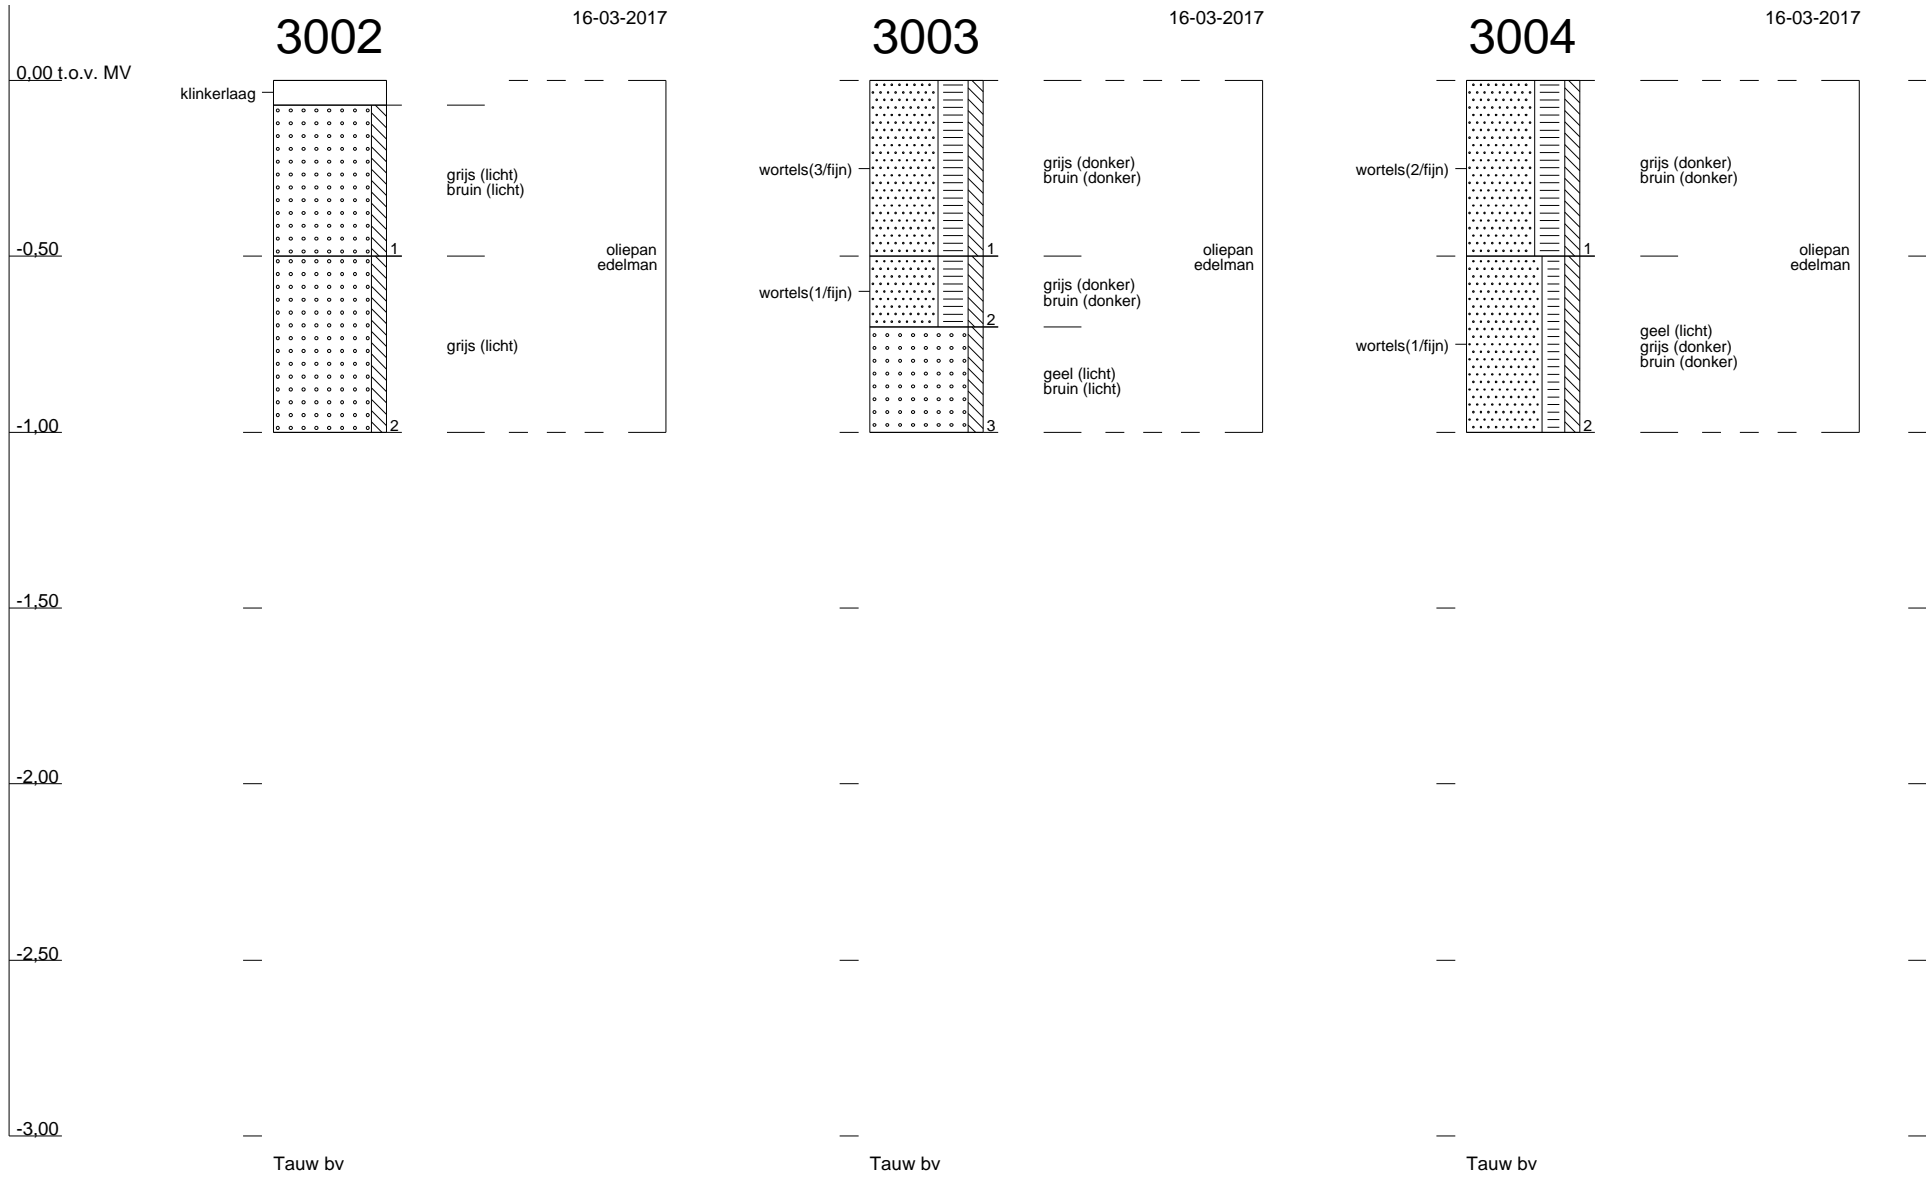 3002
16-03-2017
3003
16-03-2017
3004
16-03-2017
0,00 t.o.v. MV
-0,50
-1,00
-1,50
-2,00
-2,50
-3,00
klinkerlaag
grijs (licht)
bruin (licht)
1
oliepan
edelman
grijs (licht)
2
Tauw bv
wortels(3/fijn)
grijs (donker)
bruin (donker)
1
oliepan
edelman
wortels(1/fijn)
grijs (donker)
bruin (donker)
2
geel (licht)
bruin (licht)
3
Tauw bv
wortels(2/fijn)
grijs (donker)
bruin (donker)
1
oliepan
edelman
wortels(1/fijn)
geel (licht)
grijs (donker)
bruin (donker)
2
Tauw bv